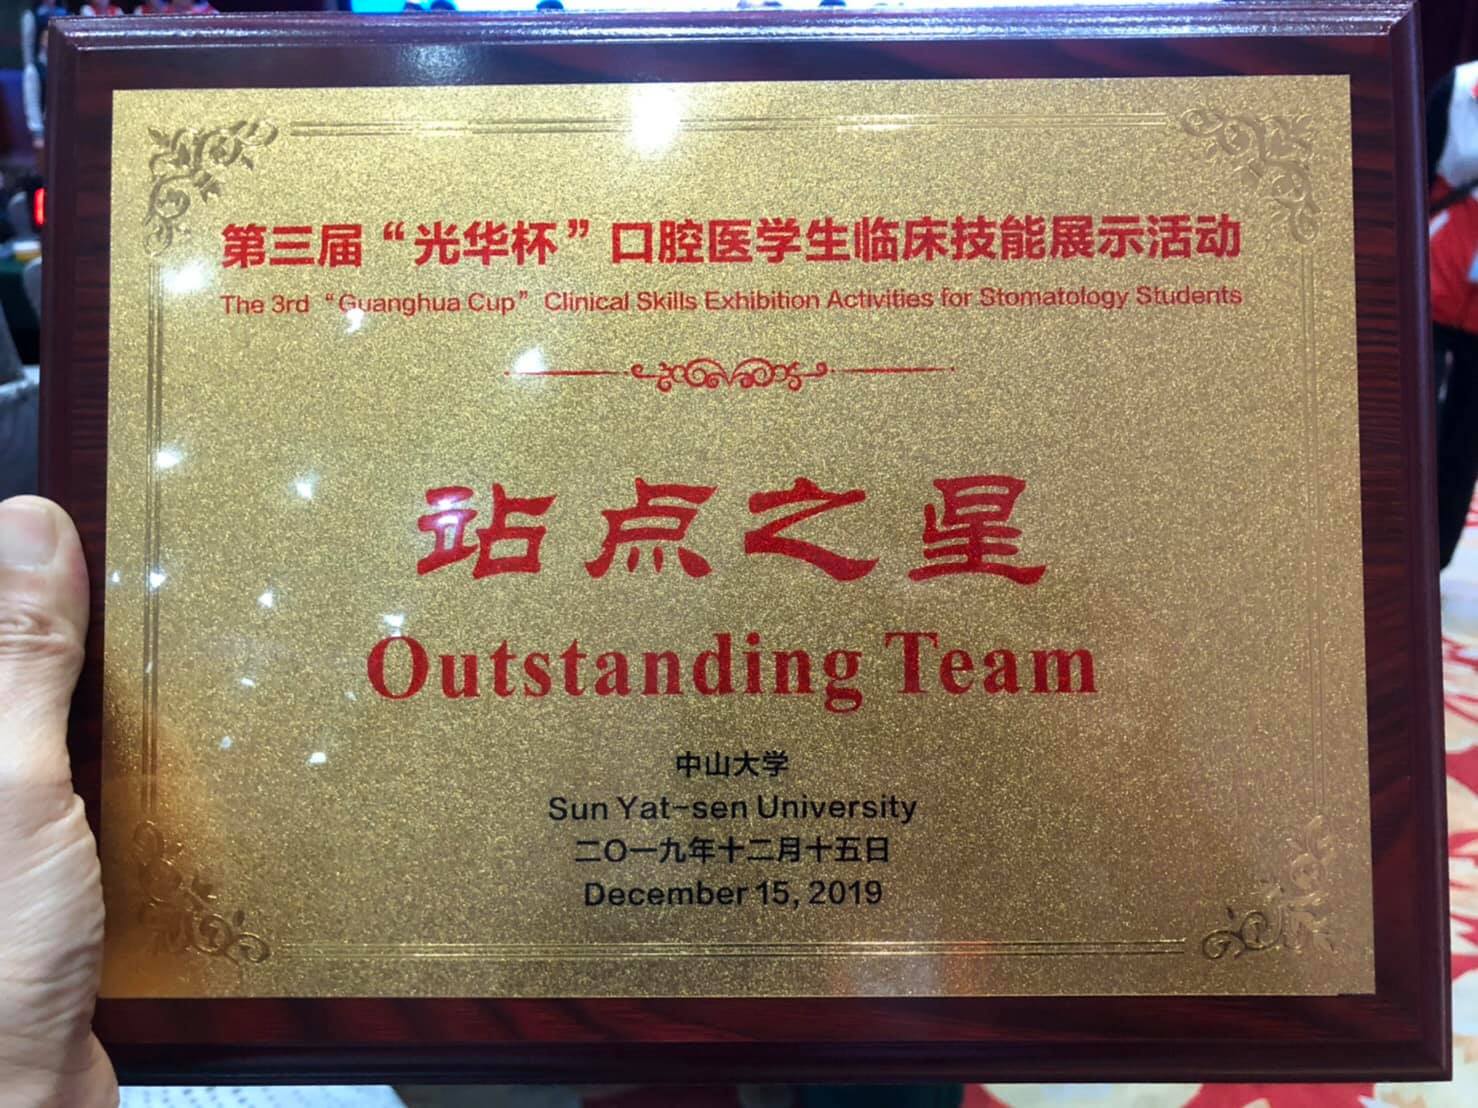 第三届“光华杯”口腔医学生临床技能展示活动
The 3rd “Guanghua Cup” Clinical Skills Exhibition Activities for Stomatology Students
站点之星
Outstanding Team
中山大学
Sun Yat-sen University
二〇一九年十二月十五日
December 15, 2019